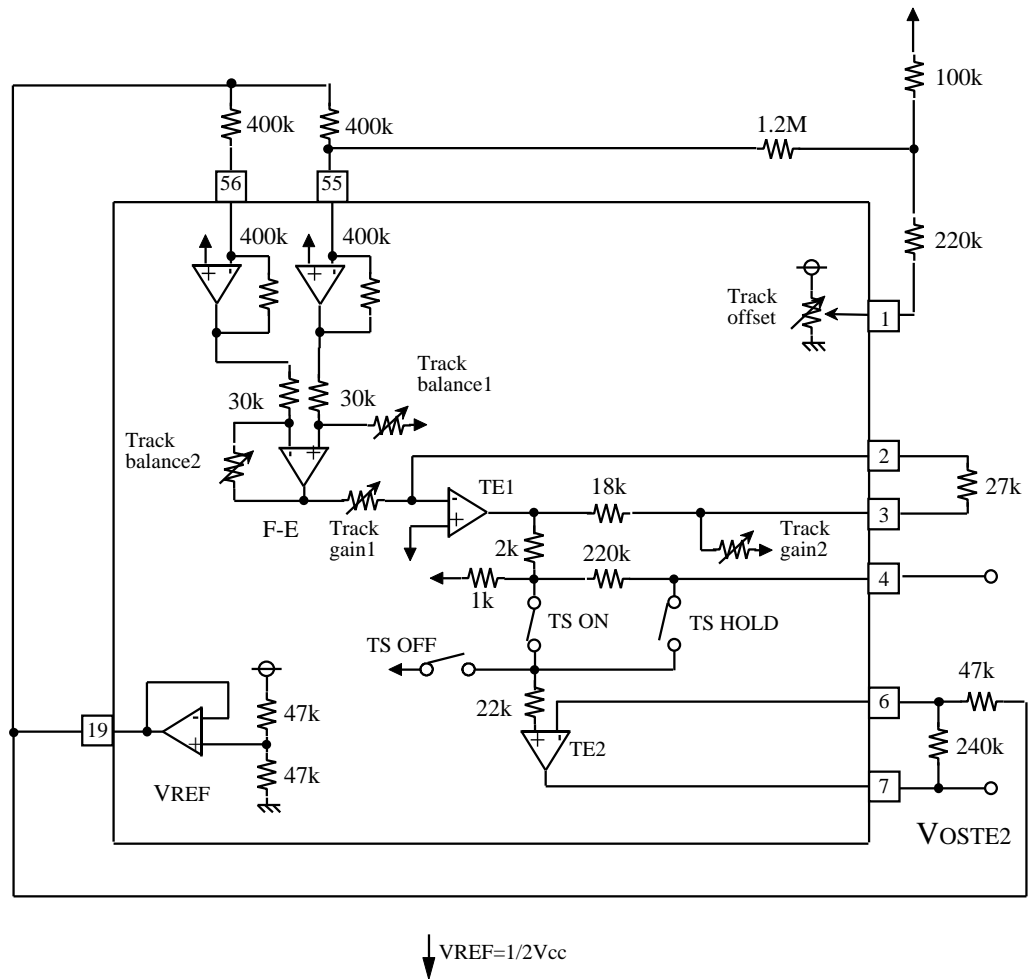 100k
400k
400k
1.2M
56
55
400k
400k
220k
Track
offset
1
Track
balance1
30k
30k
Track
balance2
2
TE1
18k
27k
F-E
Track
gain1
3
2k
220k
Track
gain2
4
1k
TS ON
TS HOLD
TS OFF
47k
22k
6
47k
19
TE2
240k
47k
VREF
7
VOSTE2
VREF=1/2Vcc